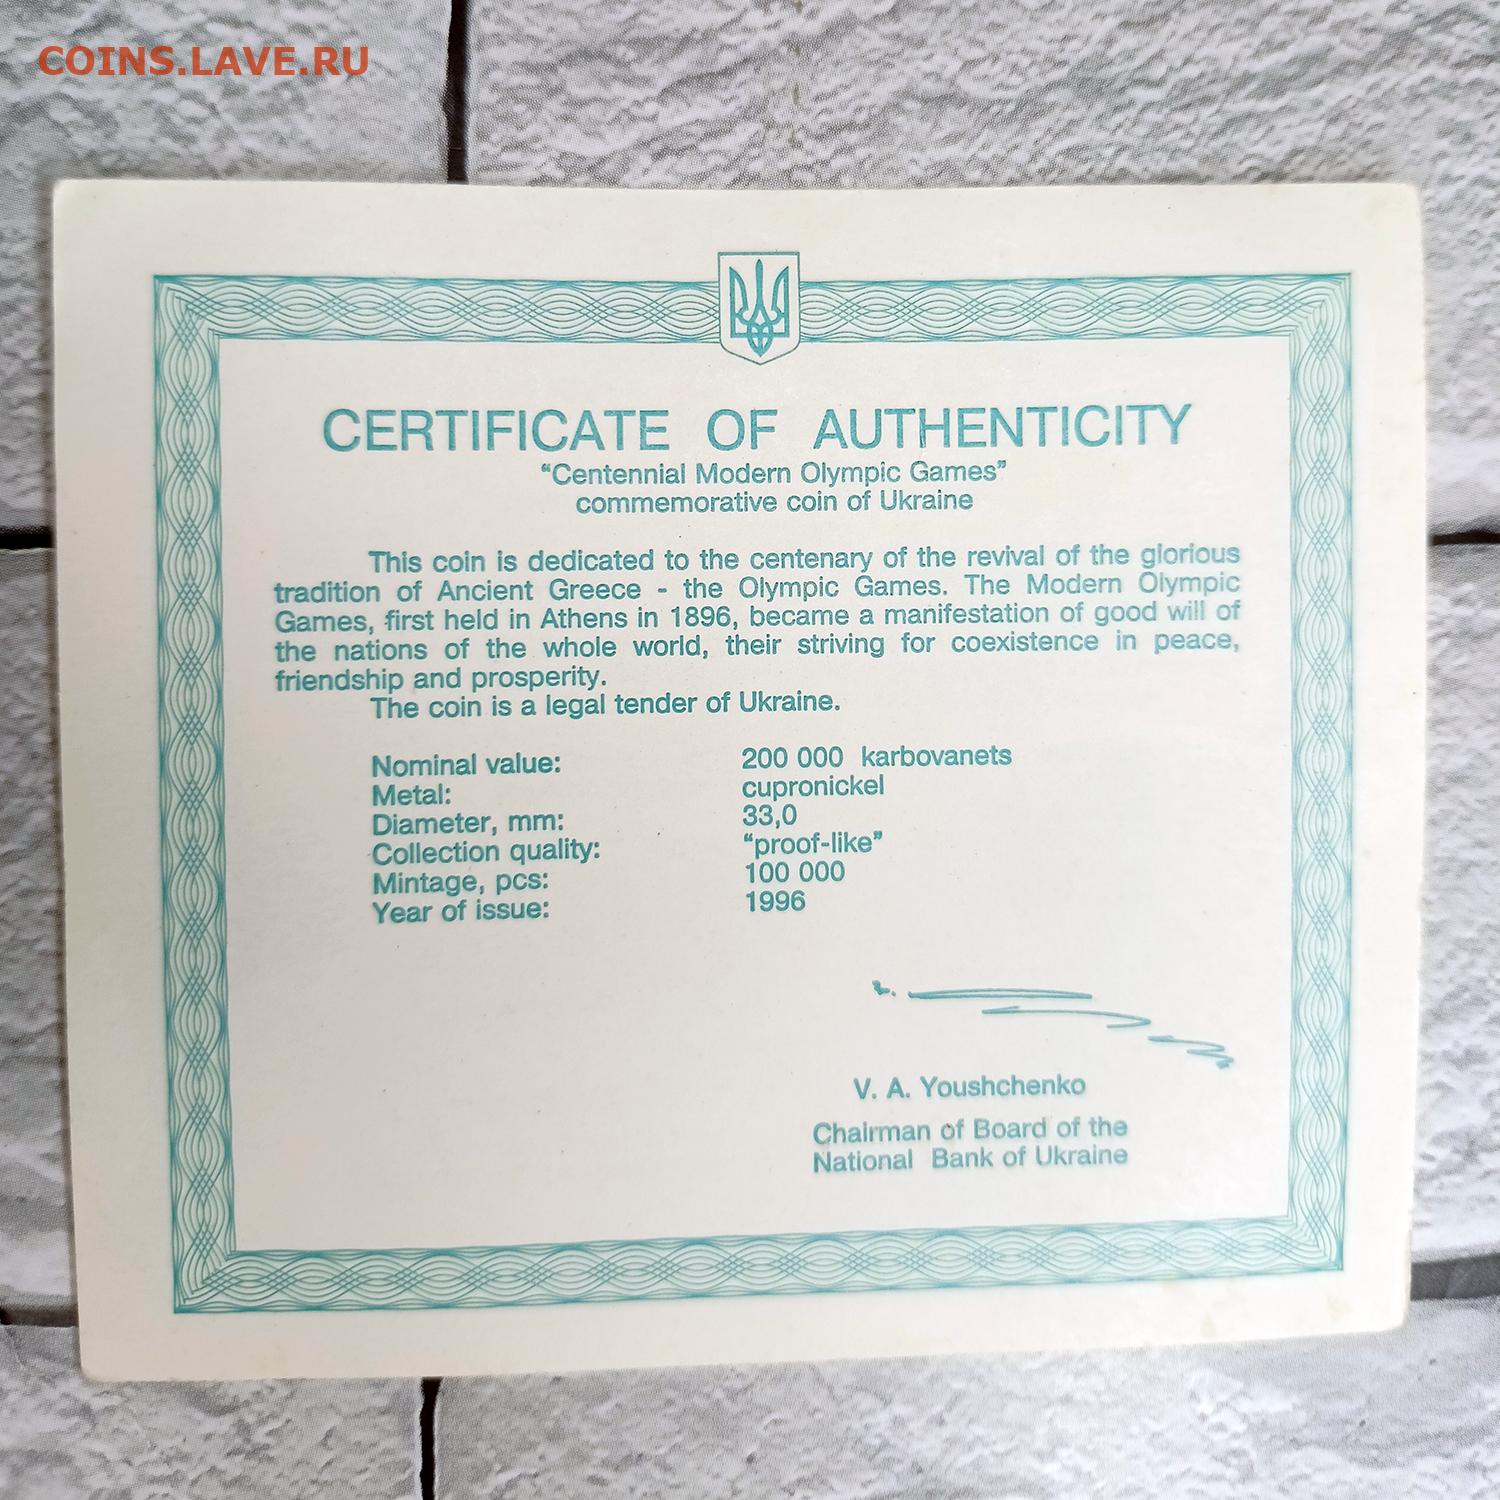 COINS.LAVE.RU
CERTIFICATE OF AUTHENTICITY
“Centennial Modern Olympic Games”
commemorative coin of Ukraine
This coin is dedicated to the centenary of the revival of the glorious
tradition of Ancient Greece - the Olympic Games. The Modern Olympic
Games, first held in Athens in 1896, became a manifestation of good will of
the nations of the whole world, their striving for coexistence in peace,
friendship and prosperity.
The coin is a legal tender of Ukraine.
Nominal value: 200 000 karbovanets
Metal: cupronickel
Diameter, mm: 33,0
Collection quality: “proof-like”
Mintage, pcs: 100 000
Year of issue: 1996
V. A. Youshchenko
Chairman of Board of the
National Bank of Ukraine